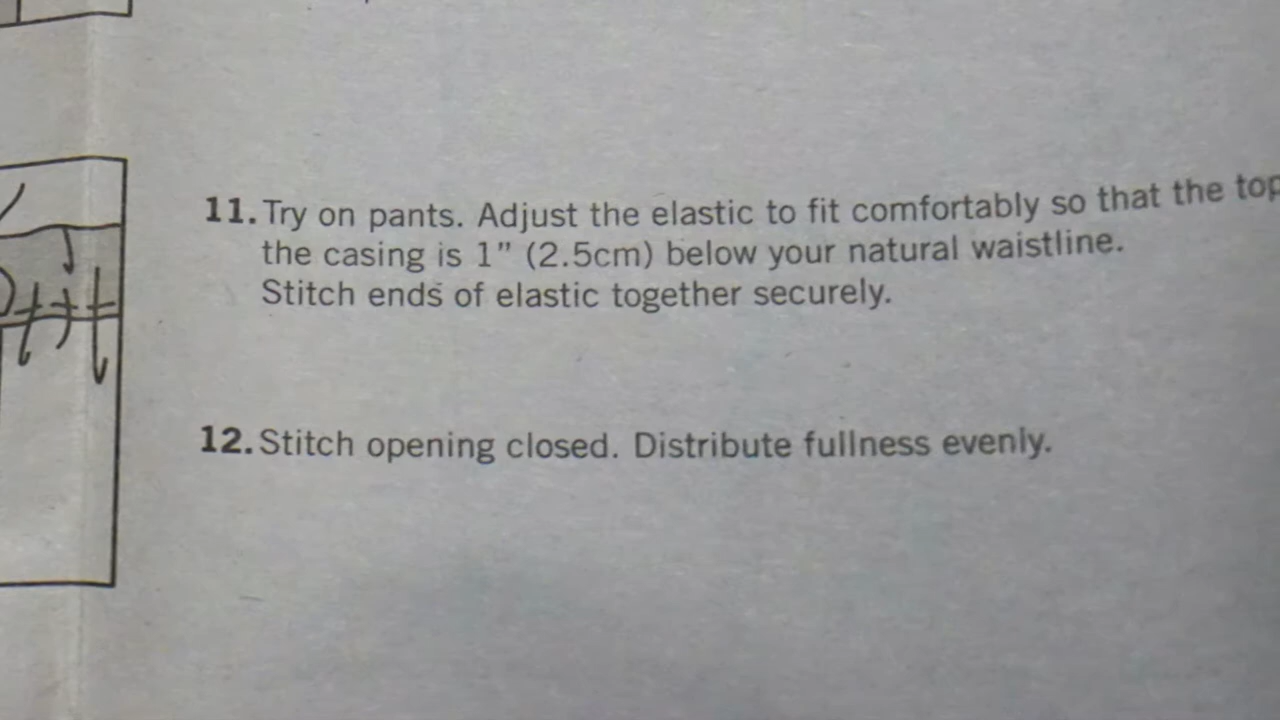 11. Try on pants. Adjust the elastic to fit comfortably so that the top
the casing is 1" (2.5cm) below your natural waistline.
Stitch ends of elastic together securely.
12. Stitch opening closed. Distribute fullness evenly.